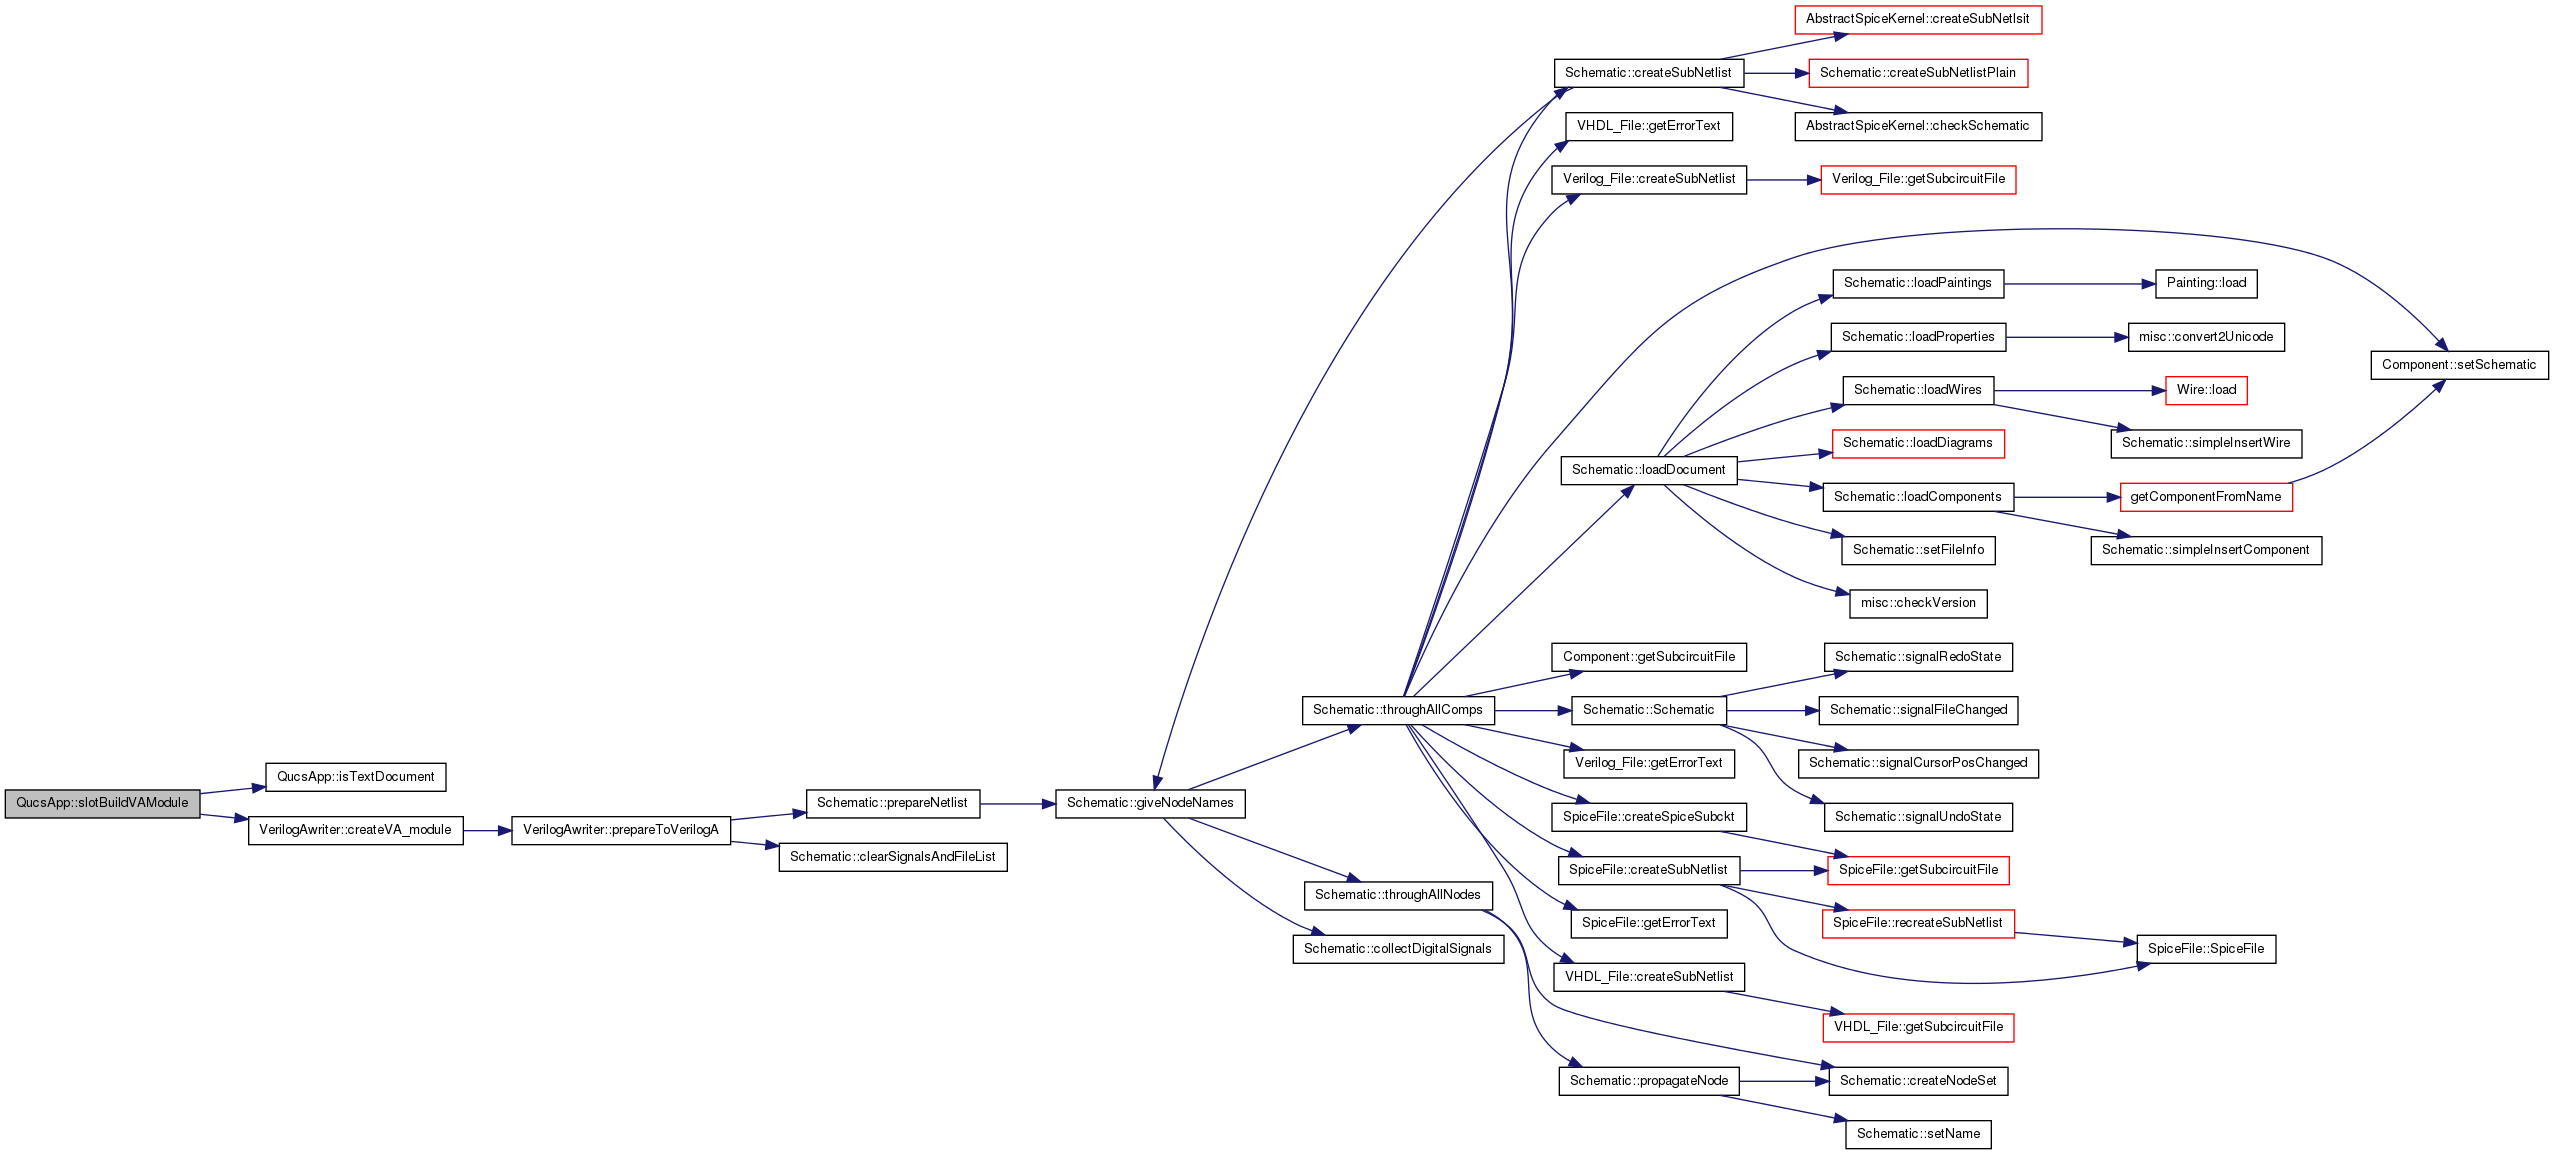 AbstractSpiceKernel::createSubNetlsit
Schematic::createSubNetlist
Schematic::createSubNetlistPlain
VHDL_File::getErrorText
AbstractSpiceKernel::checkSchematic
Verilog_File::createSubNetlist
Verilog_File::getSubcircuitFile
Schematic::loadPaintings
Painting::load
Schematic::loadProperties
misc::convert2Unicode
Component::setSchematic
Schematic::loadWires
Wire::load
Schematic::loadDiagrams
Schematic::simpleInsertWire
Schematic::loadDocument
Schematic::loadComponents
getComponentFromName
Schematic::setFileInfo
Schematic::simpleInsertComponent
misc::checkVersion
Component::getSubcircuitFile
Schematic::signalRedoState
Schematic::throughAllComps
Schematic::Schematic
Schematic::signalFileChanged
Verilog_File::getErrorText
Schematic::signalCursorPosChanged
QucsApp::isTextDocument
QucsApp::slotBuildVAModule
Schematic::prepareNetlist
Schematic::giveNodeNames
SpiceFile::createSpiceSubckt
Schematic::signalUndoState
VerilogAwriter::createVA_module
VerilogAwriter::prepareToVerilogA
Schematic::clearSignalsAndFileList
SpiceFile::createSubNetlist
SpiceFile::getSubcircuitFile
Schematic::throughAllNodes
SpiceFile::getErrorText
SpiceFile::recreateSubNetlist
Schematic::collectDigitalSignals
SpiceFile::SpiceFile
VHDL_File::createSubNetlist
VHDL_File::getSubcircuitFile
Schematic::propagateNode
Schematic::createNodeSet
Schematic::setName